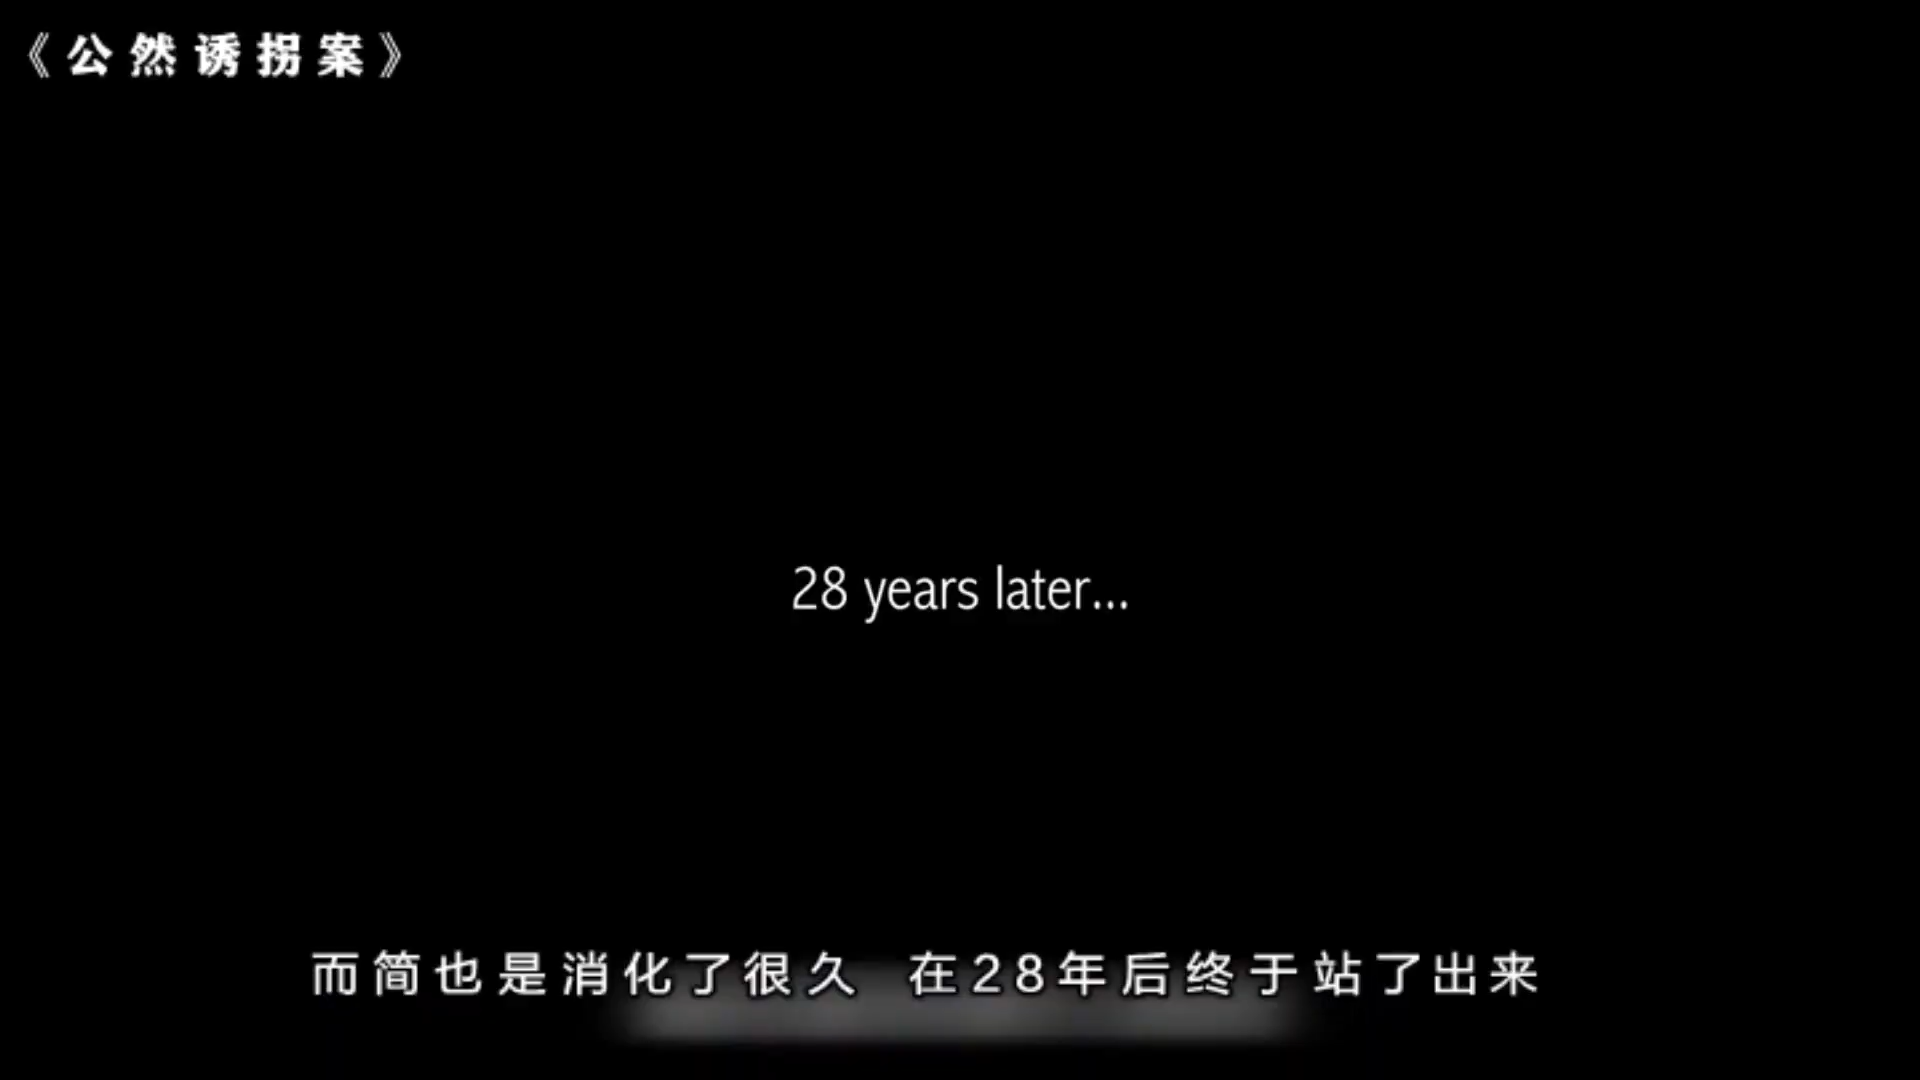 《公然诱拐案》
28 years later...
而简也是消化了很久 在28年后终于站了出来